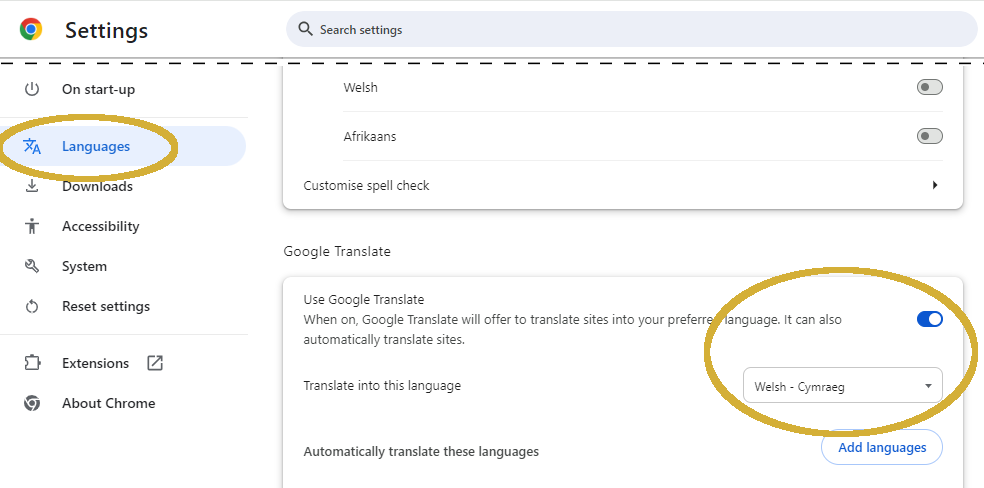 Settings
Search settings
On start-up
Languages
Downloads
Accessibility
System
Reset settings
Extensions
About Chrome
Welsh
Afrikaans
Customise spell check
Google Translate
Use Google Translate
When on, Google Translate will offer to translate sites into your preferred language. It can also
automatically translate sites.
Translate into this language
Welsh - Cymraeg
Automatically translate these languages
Add languages